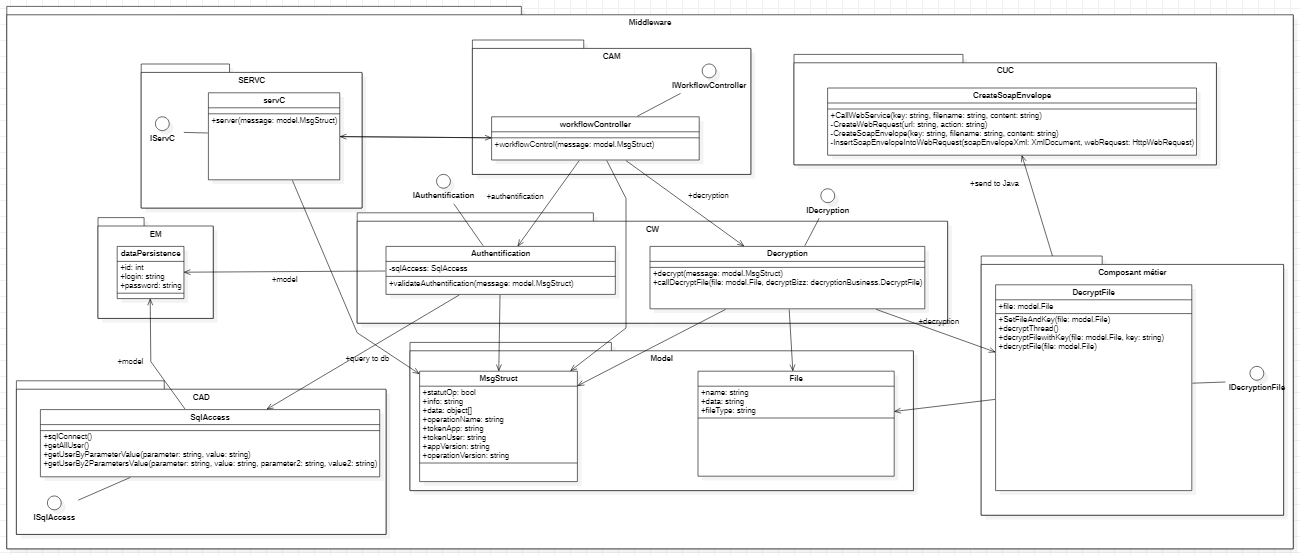 Middleware
SERVC
servC
+server(message: model.MsgStruct)
IServC
CAM
IWorkflowController
workflowController
+workflowControl(message: model.MsgStruct)
CUC
CreateSoapEnvelope
+CallWebService(key: string, filename: string, content: string)
-CreateWebRequest(url: string, action: string)
-CreateSoapEnvelope(key: string, filename: string, content: string)
-InsertSoapEnvelopeIntoWebRequest(soapEnvelopeXml: XmlDocument, webRequest: HttpWebRequest)
+send to Java
IAuthentification
+authentification
+decryption
IDecryption
EM
dataPersistence
+id: int
+login: string
+password: string
+model
CW
Authentification
-sqlAccess: SqlAccess
+validateAuthentification(message: model.MsgStruct)
Decryption
+decrypt(message: model.MsgStruct)
+callDecryptFile(file: model.File, decryptBizz: decryptionBusiness.DecryptFile)
+decryption
Composant métier
DecryptFile
+file: model.File
+SetFileAndKey(file: model.File)
+decryptThread()
+decryptFilewithKey(file: model.File, key: string)
+decryptFile(file: model.File)
IDecryptionFile
+model
+query to db
Model
MsgStruct
+statutOp: bool
+info: string
+data: object[]
+operationName: string
+tokenApp: string
+tokenUser: string
+appVersion: string
+operationVersion: string
File
+name: string
+data: string
+fileType: string
CAD
SqlAccess
+sqlConnect()
+getAllUser()
+getUserByParameterValue(parameter: string, value: string)
+getUserBy2ParametersValue(parameter: string, value: string, parameter2: string, value2: string)
ISqlAccess